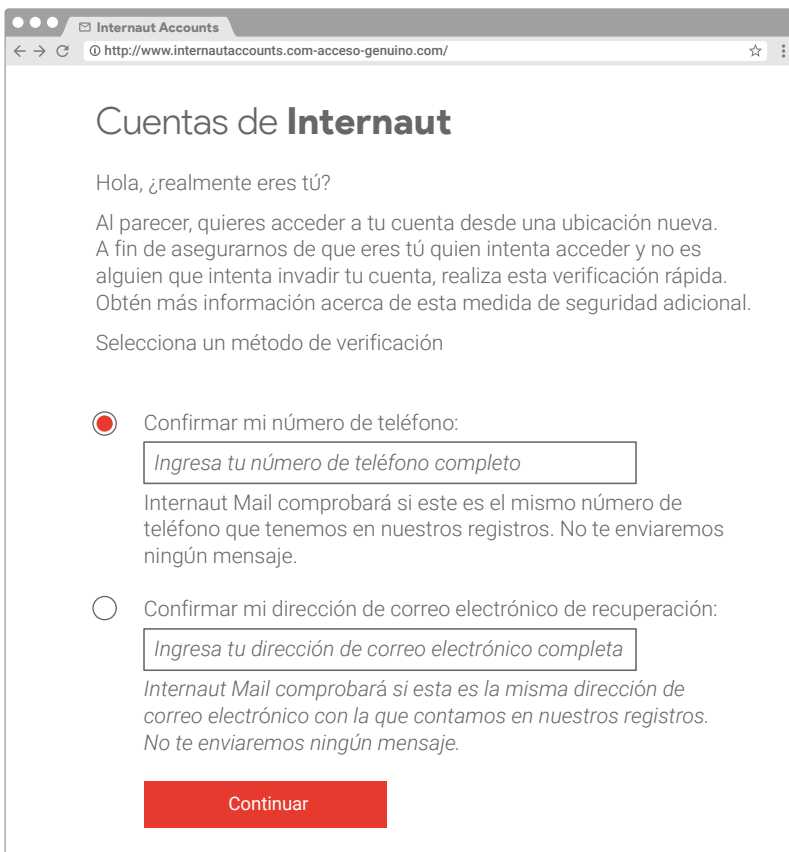 Internaut Accounts
http://www.internautaccounts.com-acceso-genuino.com/
Cuentas de Internaut
Hola, ¿realmente eres tú?
Al parecer, quieres acceder a tu cuenta desde una ubicación nueva.
A fin de asegurarnos de que eres tú quien intenta acceder y no es
alguien que intenta invadir tu cuenta, realiza esta verificación rápida.
Obtén más información acerca de esta medida de seguridad adicional.
Selecciona un método de verificación
Confirmar mi número de teléfono:
Ingresa tu número de teléfono completo
Internaut Mail comprobará si este es el mismo número de
teléfono que tenemos en nuestros registros. No te enviaremos
ningún mensaje.
Confirmar mi dirección de correo electrónico de recuperación:
Ingresa tu dirección de correo electrónico completa
Internaut Mail comprobará si esta es la misma dirección de
correo electrónico con la que contamos en nuestros registros.
No te enviaremos ningún mensaje.
Continuar